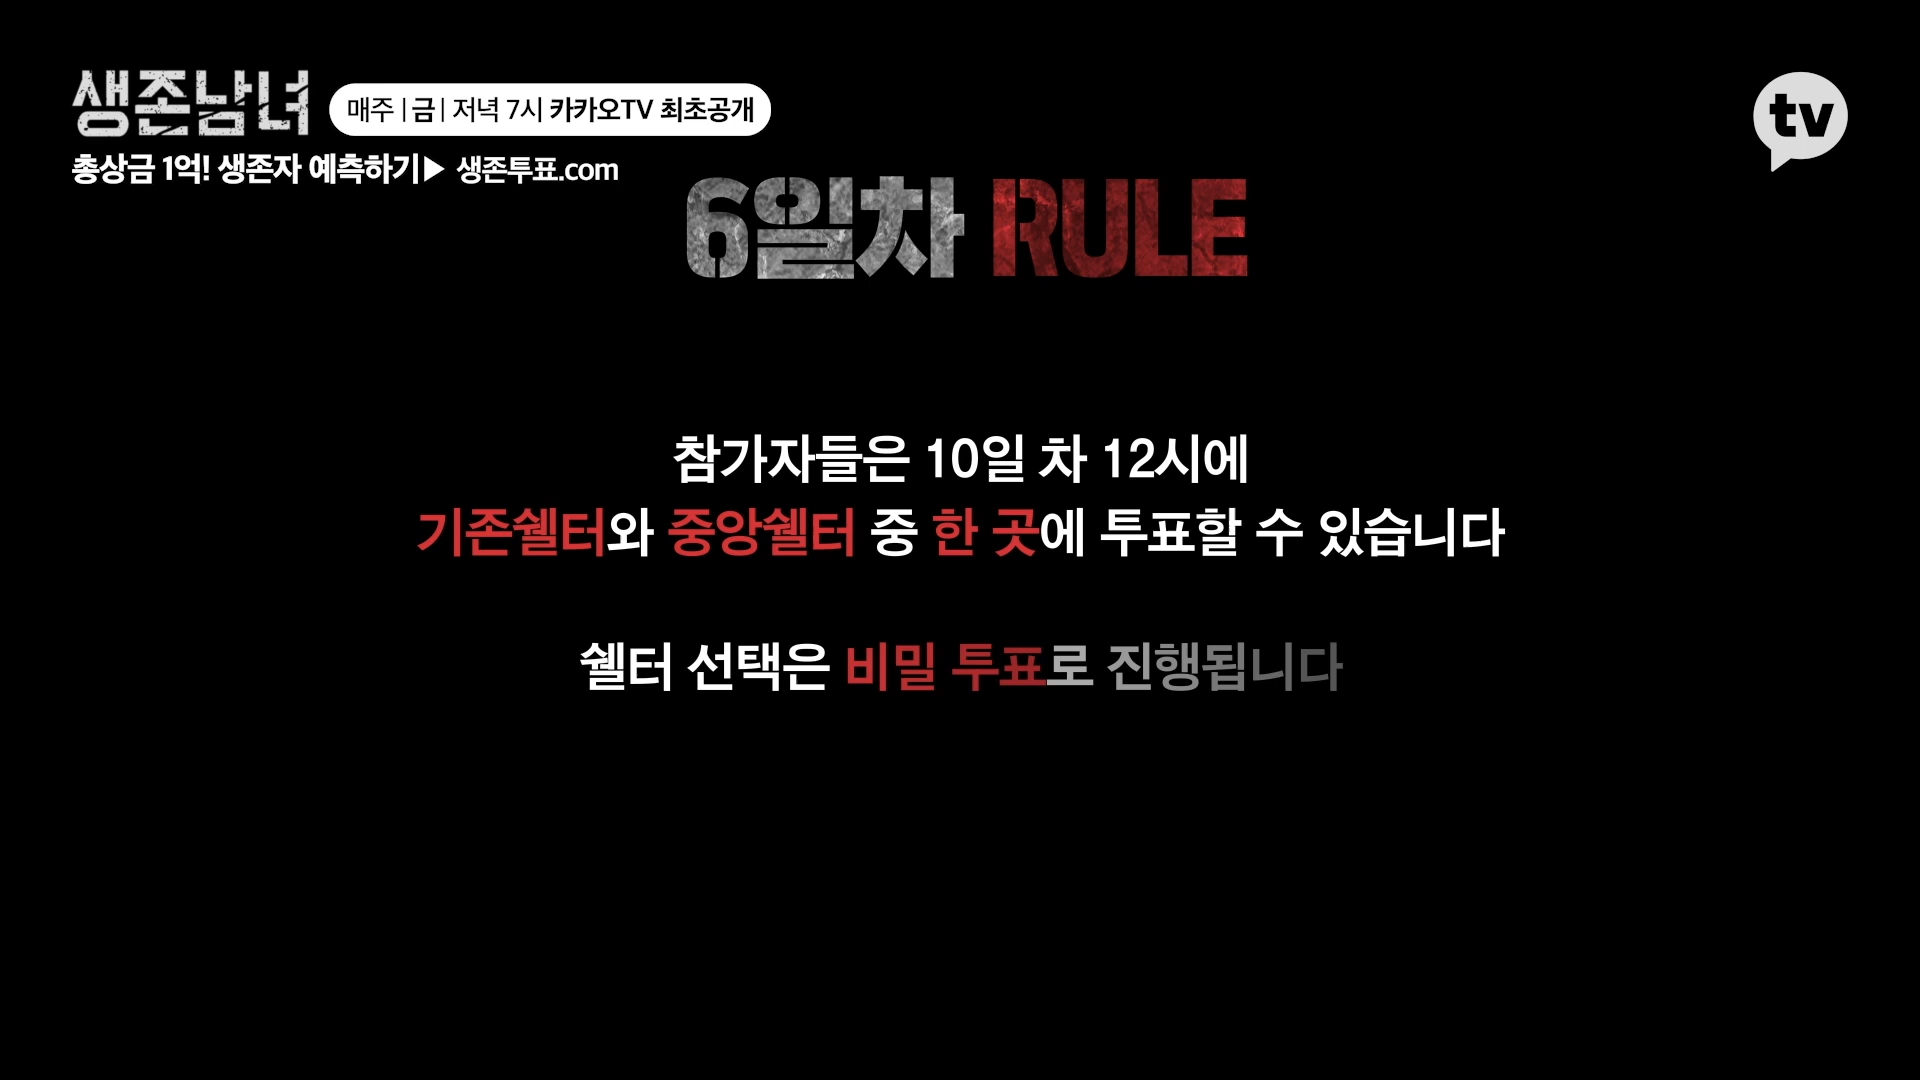 생존남녀
매주 | 금 | 저녁 7시 카카오TV 최초공개
총상금 1억! 생존자 예측하기▶ 생존투표.com
tv
6일차 RULE
참가자들은 10일 차 12시에
기존쉘터와 중앙쉘터 중 한 곳에 투표할 수 있습니다
쉘터 선택은 비밀 투표로 진행됩니다